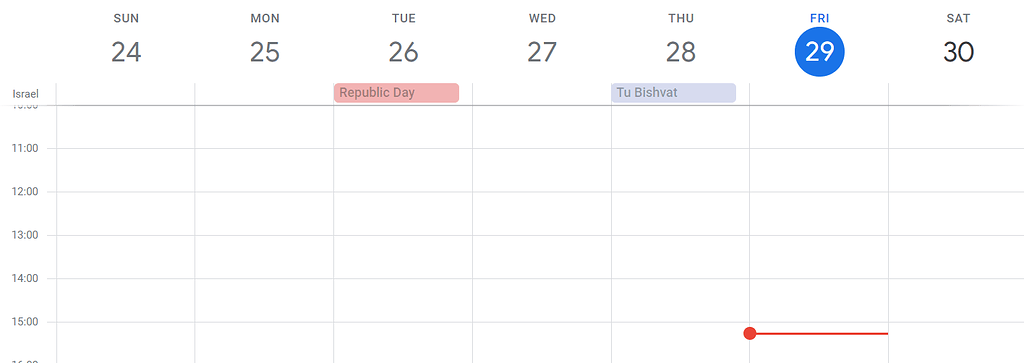 SUN MON TUE WED THU FRI SAT
24 25 26 27 28 29 30
Israel Republic Day Tu Bishvat
11:00
12:00
13:00
14:00
15:00